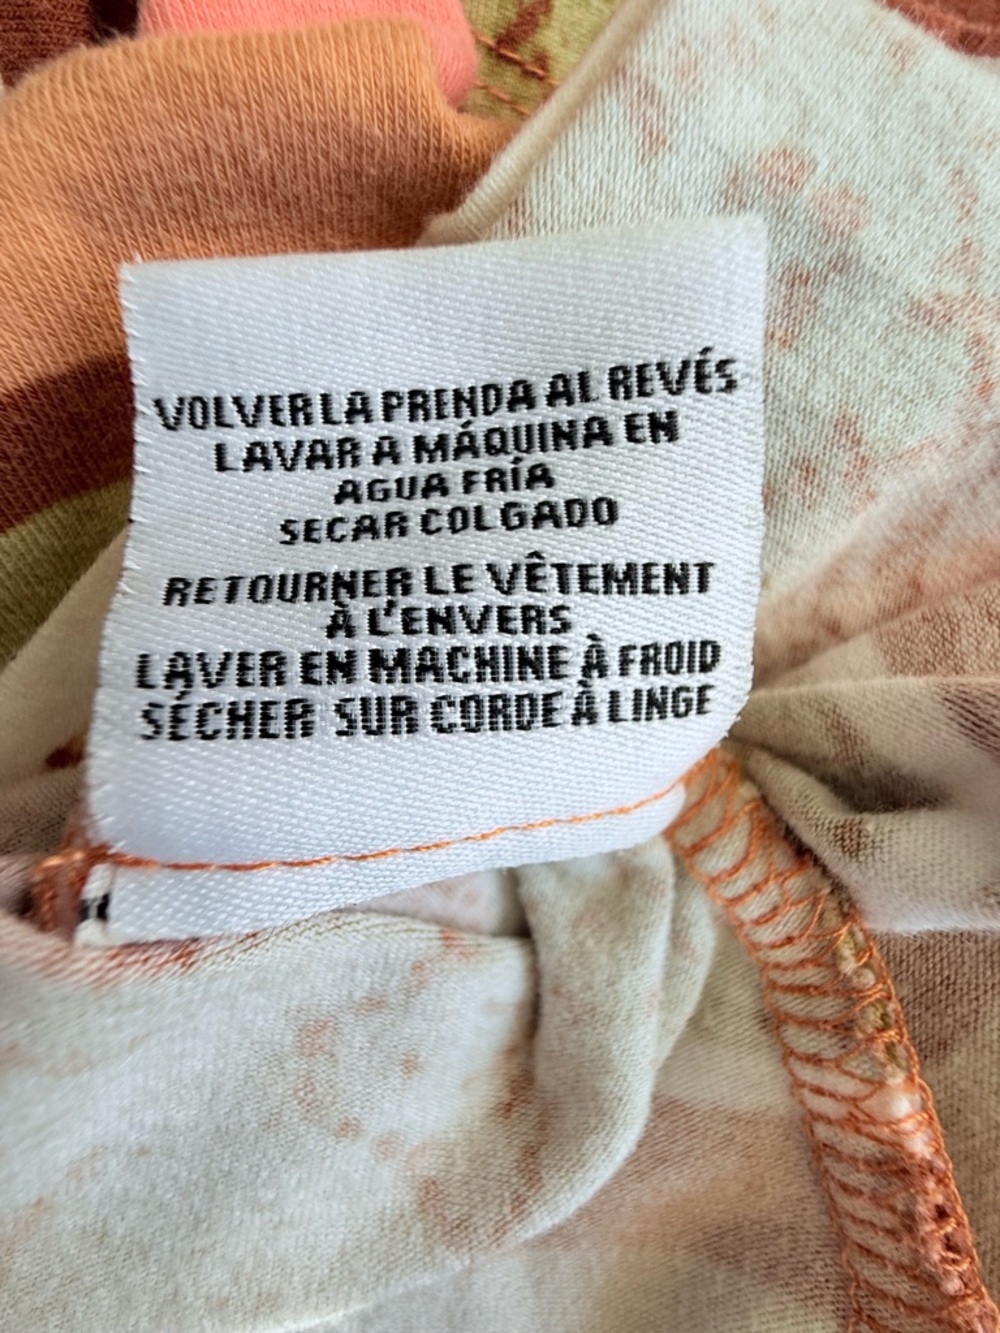 VOLVER LA PRENDA AL REVÉS
LAVAR A MÁQUINA EN
AGUA FRÍA
SECAR COLGADO
RETOURNER LE VÊTEMENT
À L'ENVERS
LAVER EN MACHINE À FROID
SÉCHER SUR CORDE À LINGE